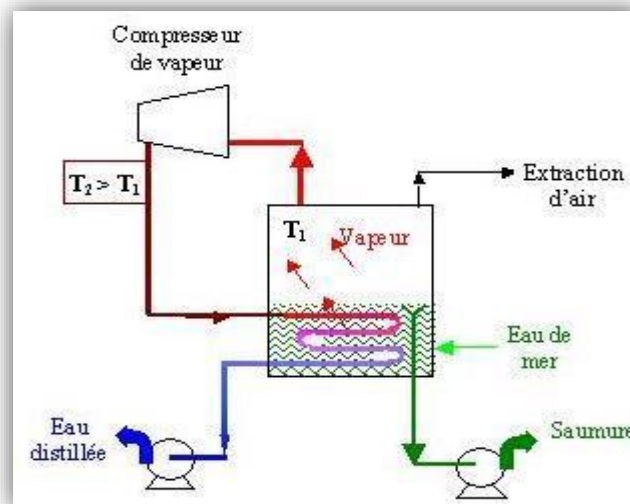 Compresseur
de vapeur
T₂ > T₁
Extraction
d'air
T₁
Vapeur
Eau de
mer
Eau
distillée
Saumure